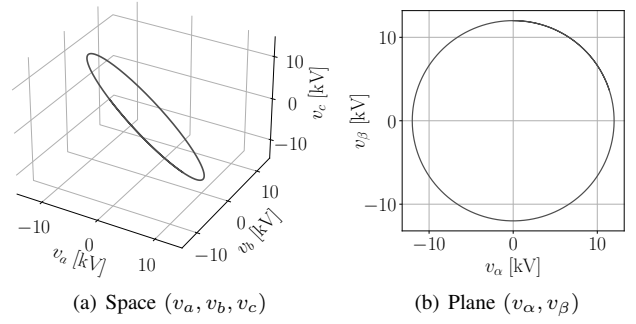 10
0
−10
v_c [kV]
−10
0
10
v_a [kV]
−10
0
10
v_b [kV]
(a) Space (v_a, v_b, v_c)
10
0
−10
v_β [kV]
−10
0
10
v_α [kV]
(b) Plane (v_α, v_β)